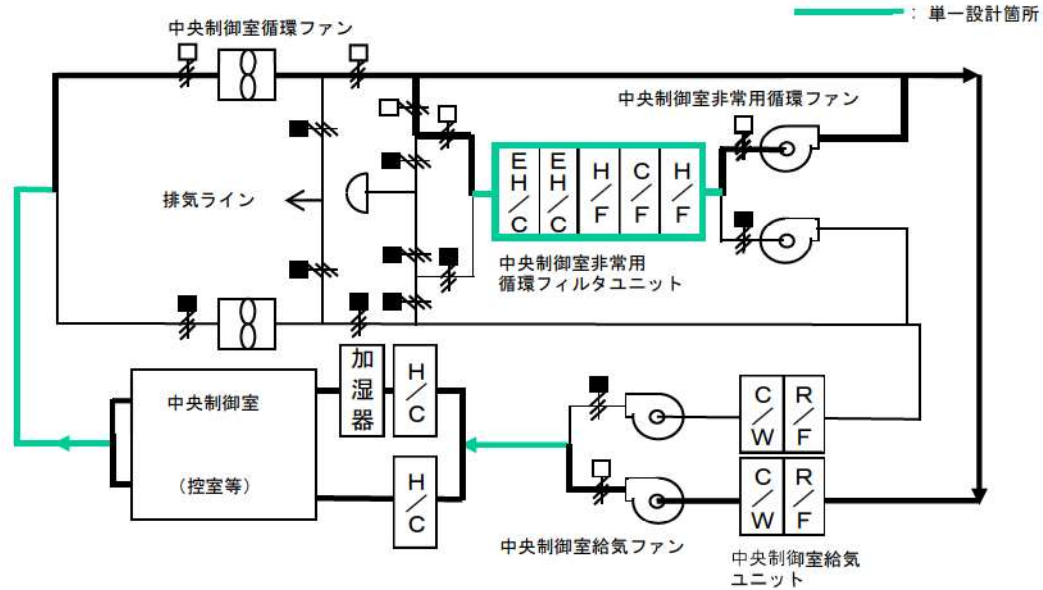 ：単一設計箇所
中央制御室循環ファン
中央制御室非常用循環ファン
排気ライン
EH/C
EH/C
H/F
C/F
H/F
中央制御室非常用
循環フィルタユニット
加湿器
H/C
中央制御室
(控室等)
H/C
C/W
R/F
C/W
R/F
中央制御室給気ファン
中央制御室給気
ユニット